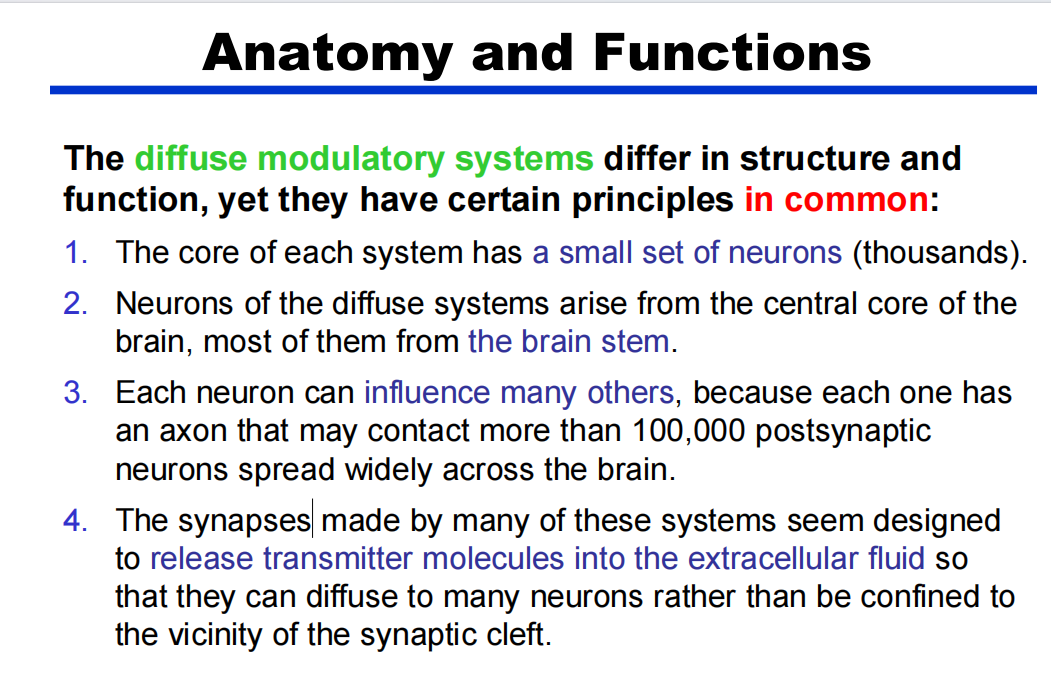 Anatomy and Functions
The diffuse modulatory systems differ in structure and
function, yet they have certain principles in common:
1. The core of each system has a small set of neurons (thousands).
2. Neurons of the diffuse systems arise from the central core of the
brain, most of them from the brain stem.
3. Each neuron can influence many others, because each one has
an axon that may contact more than 100,000 postsynaptic
neurons spread widely across the brain.
4. The synapses made by many of these systems seem designed
to release transmitter molecules into the extracellular fluid so
that they can diffuse to many neurons rather than be confined to
the vicinity of the synaptic cleft.